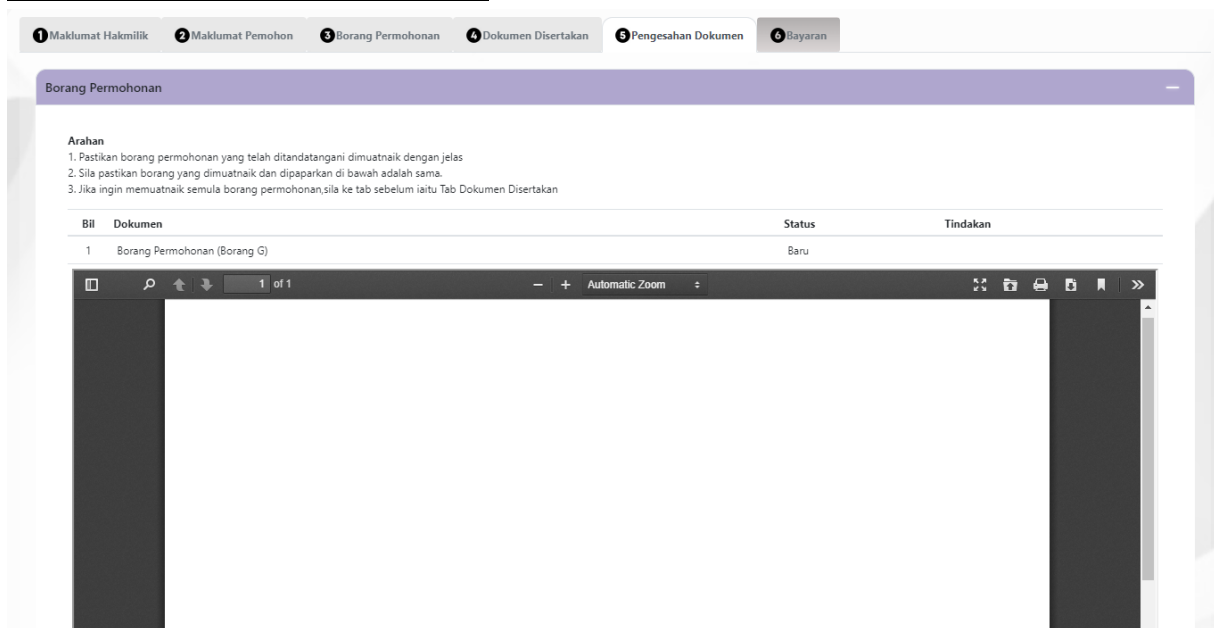 1 Maklumat Hakmilik 2 Maklumat Pemohon 3 Borang Permohonan 4 Dokumen Disertakan 5 Pengesahan Dokumen 6 Bayaran
Borang Permohonan
Arahan
1. Pastikan borang permohonan yang telah ditandatangani dimuatnaik dengan jelas
2. Sila pastikan borang yang dimuatnaik dan dipaparkan di bawah adalah sama.
3. Jika ingin memuatnaik semula borang permohonan,sila ke tab sebelum iaitu Tab Dokumen Disertakan
Bil Dokumen Status Tindakan
1 Borang Permohonan (Borang G) Baru
1 of 1 Automatic Zoom